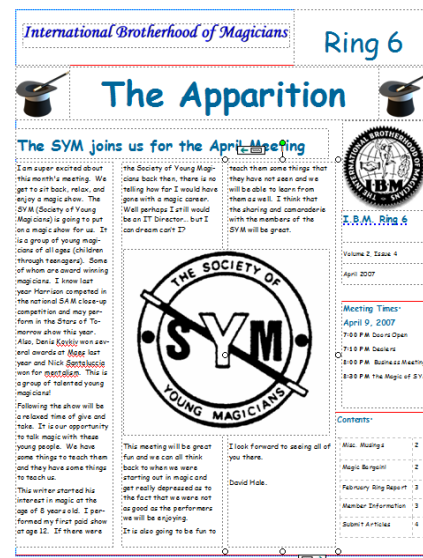 International Brotherhood of Magicians
Ring 6
The Apparition
The SYM joins us for the April Meeting
I am super excited about
this month's meeting. We
get to sit back, relax, and
enjoy a magic show. The
SYM (Society of Young
Magicians) is going to put
on a magic show for us. It
is a group of young magi-
cians of all ages (children
through teenagers). Some
of whom are award winning
magicians. I know last
year Harrison competed in
the national SAM close-up
competition and may per-
form in the Stars of To-
morrow show this year.
Also, Denis Kovkiv won sev-
eral awards at Maes last
year and Nick Santaluccia
won for mentalism. This is
a group of talented young
magicians!
Following the show will be
a relaxed time of give and
take. It is our opportunity
to talk magic with these
young people. We have
some things to teach them
and they have some things
to teach us.
This writer started his
interest in magic at the
age of 8 years old. I per-
formed my first paid show
at age 12. If there were
the Society of Young Magi-
cians back then, there is no
telling how far I would have
gone with a magic career.
Well perhaps I still would
be an IT Director... but I
can dream can't I?
teach them some things that
they have not seen and we
will be able to learn from
them as well. I think that
the sharing and camaraderie
with the members of the
SYM will be great.
THE SOCIETY OF
SYM
YOUNG MAGICIANS
This meeting will be great
fun and we can all think
back to when we were
starting out in magic and
get really depressed as to
the fact that we were not
as good as the performers
we will be enjoying.
It is also going to be fun to
I look forward to seeing all of
you there.
David Hale.
INTERNATIONAL BROTHERHOOD OF MAGICIANS
I.B.M.
I.B.M. Ring 6
Volume 2, Issue 4
April 2007
Meeting Times-
April 9, 2007
7:00 PM Doors Open
7:10 PM Dealers
8:00 PM Business Meeting
8:30 PM the Magic of SY
Contents-
Misc. Musings 2
Magic Bargain! 2
February Ring Report 3
Member Information 3
Submit Articles 4